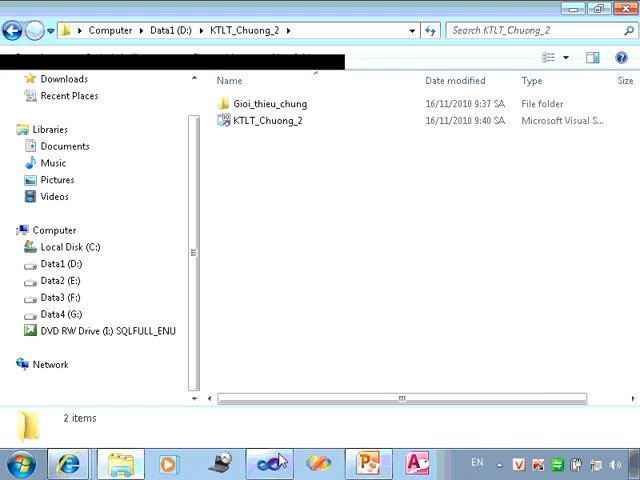 Computer Data1 (D:) KTLT_Chuong_2 Search KTLT_Chuong_2
Name Date modified Type Size
Downloads
Recent Places
Libraries
Documents
Music
Pictures
Videos
Computer
Local Disk (C:)
Data1 (D:)
Data2 (E:)
Data3 (F:)
Data4 (G:)
DVD RW Drive (I:) SQLFULL_ENU
Network
Gioi_thieu_chung 16/11/2010 9:37 SA File folder
KTLT_Chuong_2 16/11/2010 9:40 SA Microsoft Visual S...
2 items
EN